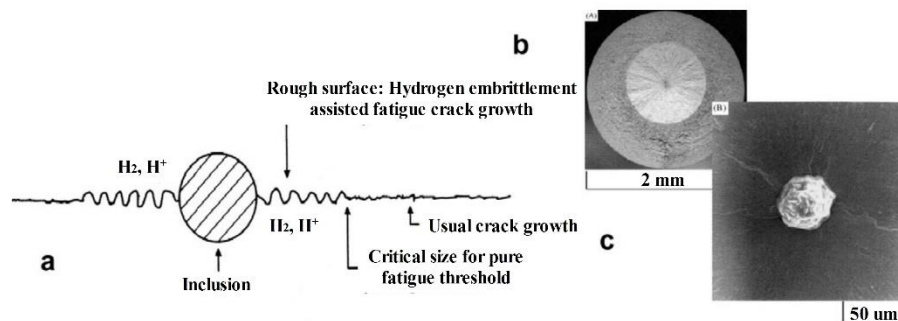 Rough surface: Hydrogen embrittlement
assisted fatigue crack growth
H2, H+
H2, H+
Usual crack growth
Critical size for pure
fatigue threshold
a
Inclusion
b
(A)
2 mm
(B)
c
50 um